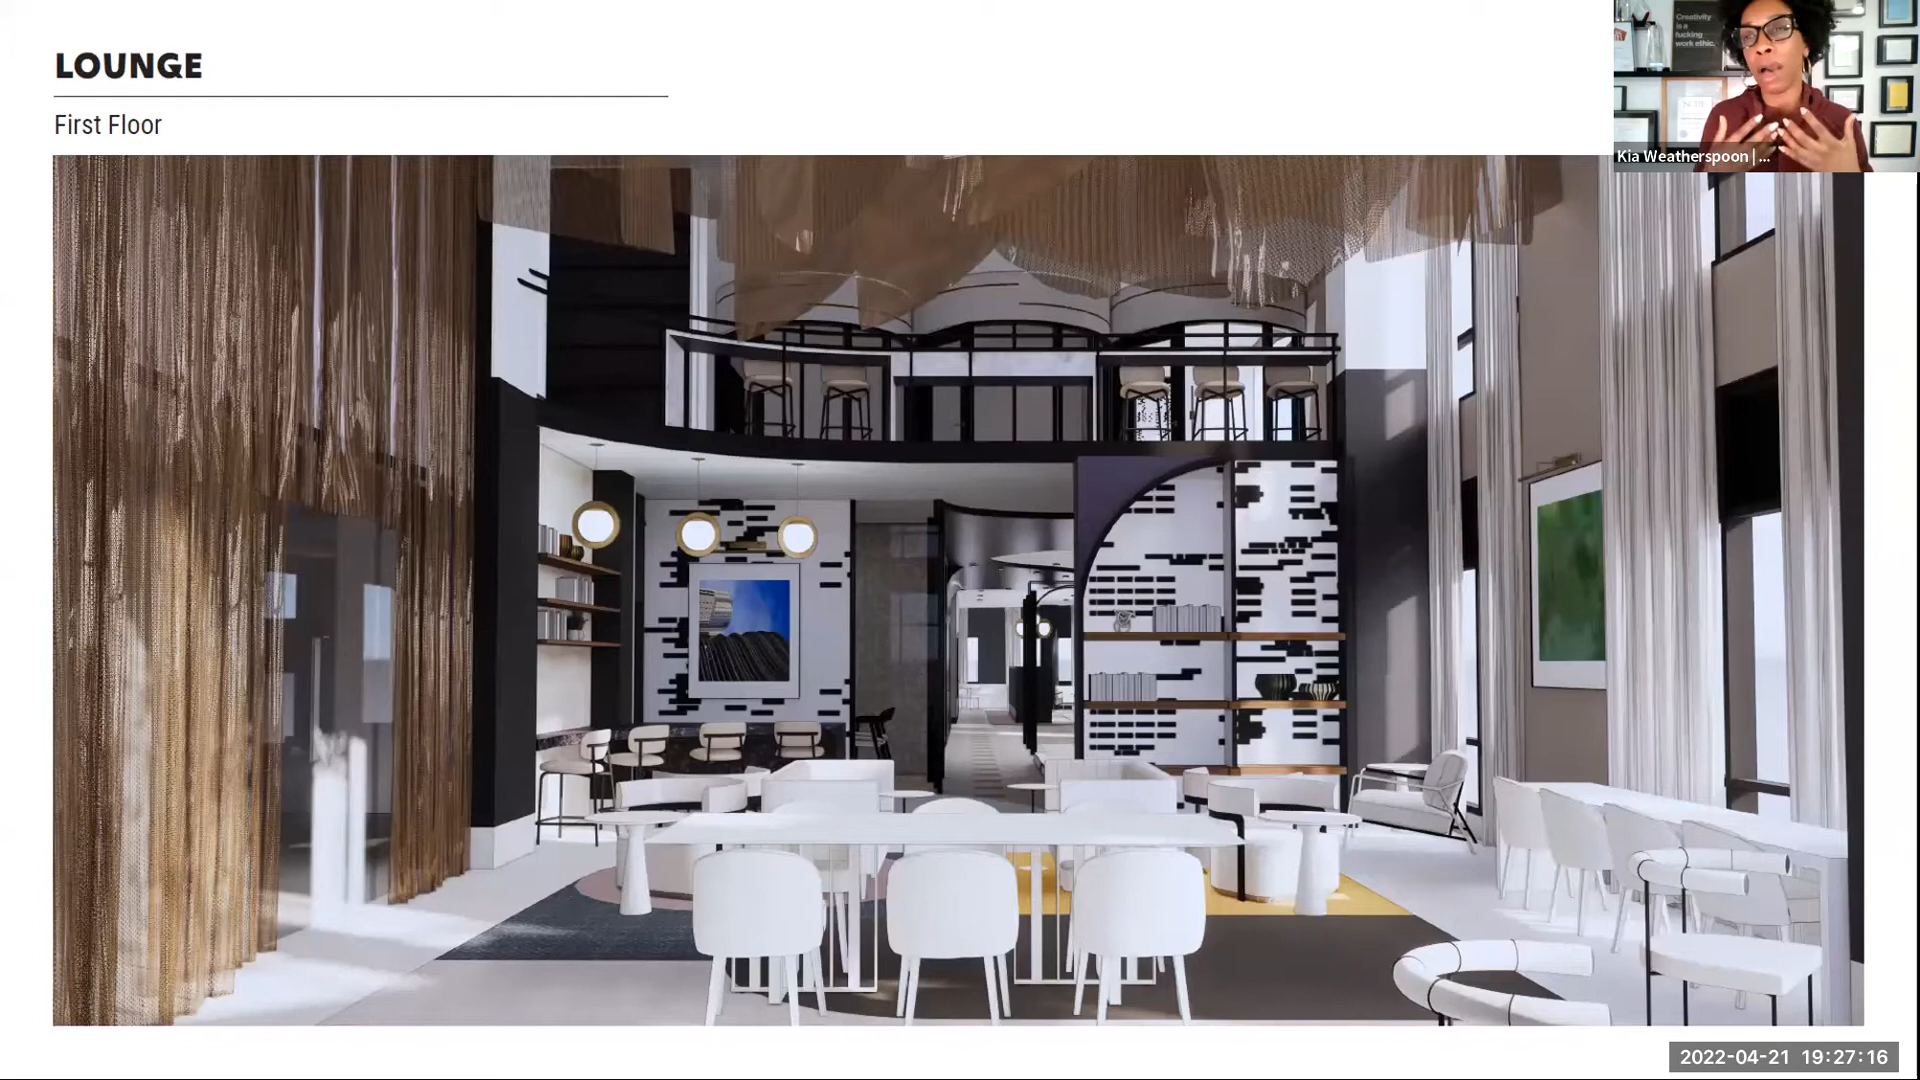 LOUNGE
First Floor
Creativity
is a
fucking
work ethic.
Kia Weatherspoon | ...
2022-04-21 19:27:16